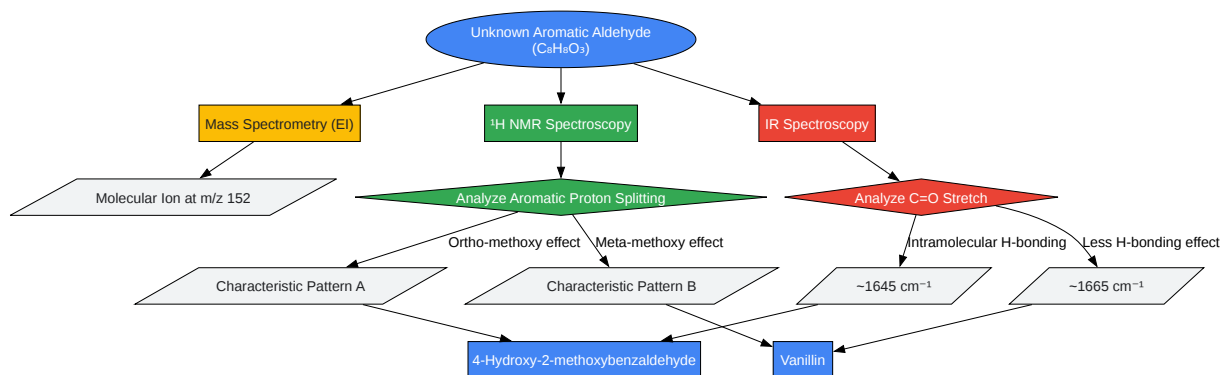 Unknown Aromatic Aldehyde
(C₈H₈O₃)
Mass Spectrometry (EI)
¹H NMR Spectroscopy
IR Spectroscopy
Molecular Ion at m/z 152
Analyze Aromatic Proton Splitting
Analyze C=O Stretch
Ortho-methoxy effect
Meta-methoxy effect
Intramolecular H-bonding
Less H-bonding effect
Characteristic Pattern A
Characteristic Pattern B
~1645 cm⁻¹
~1665 cm⁻¹
4-Hydroxy-2-methoxybenzaldehyde
Vanillin